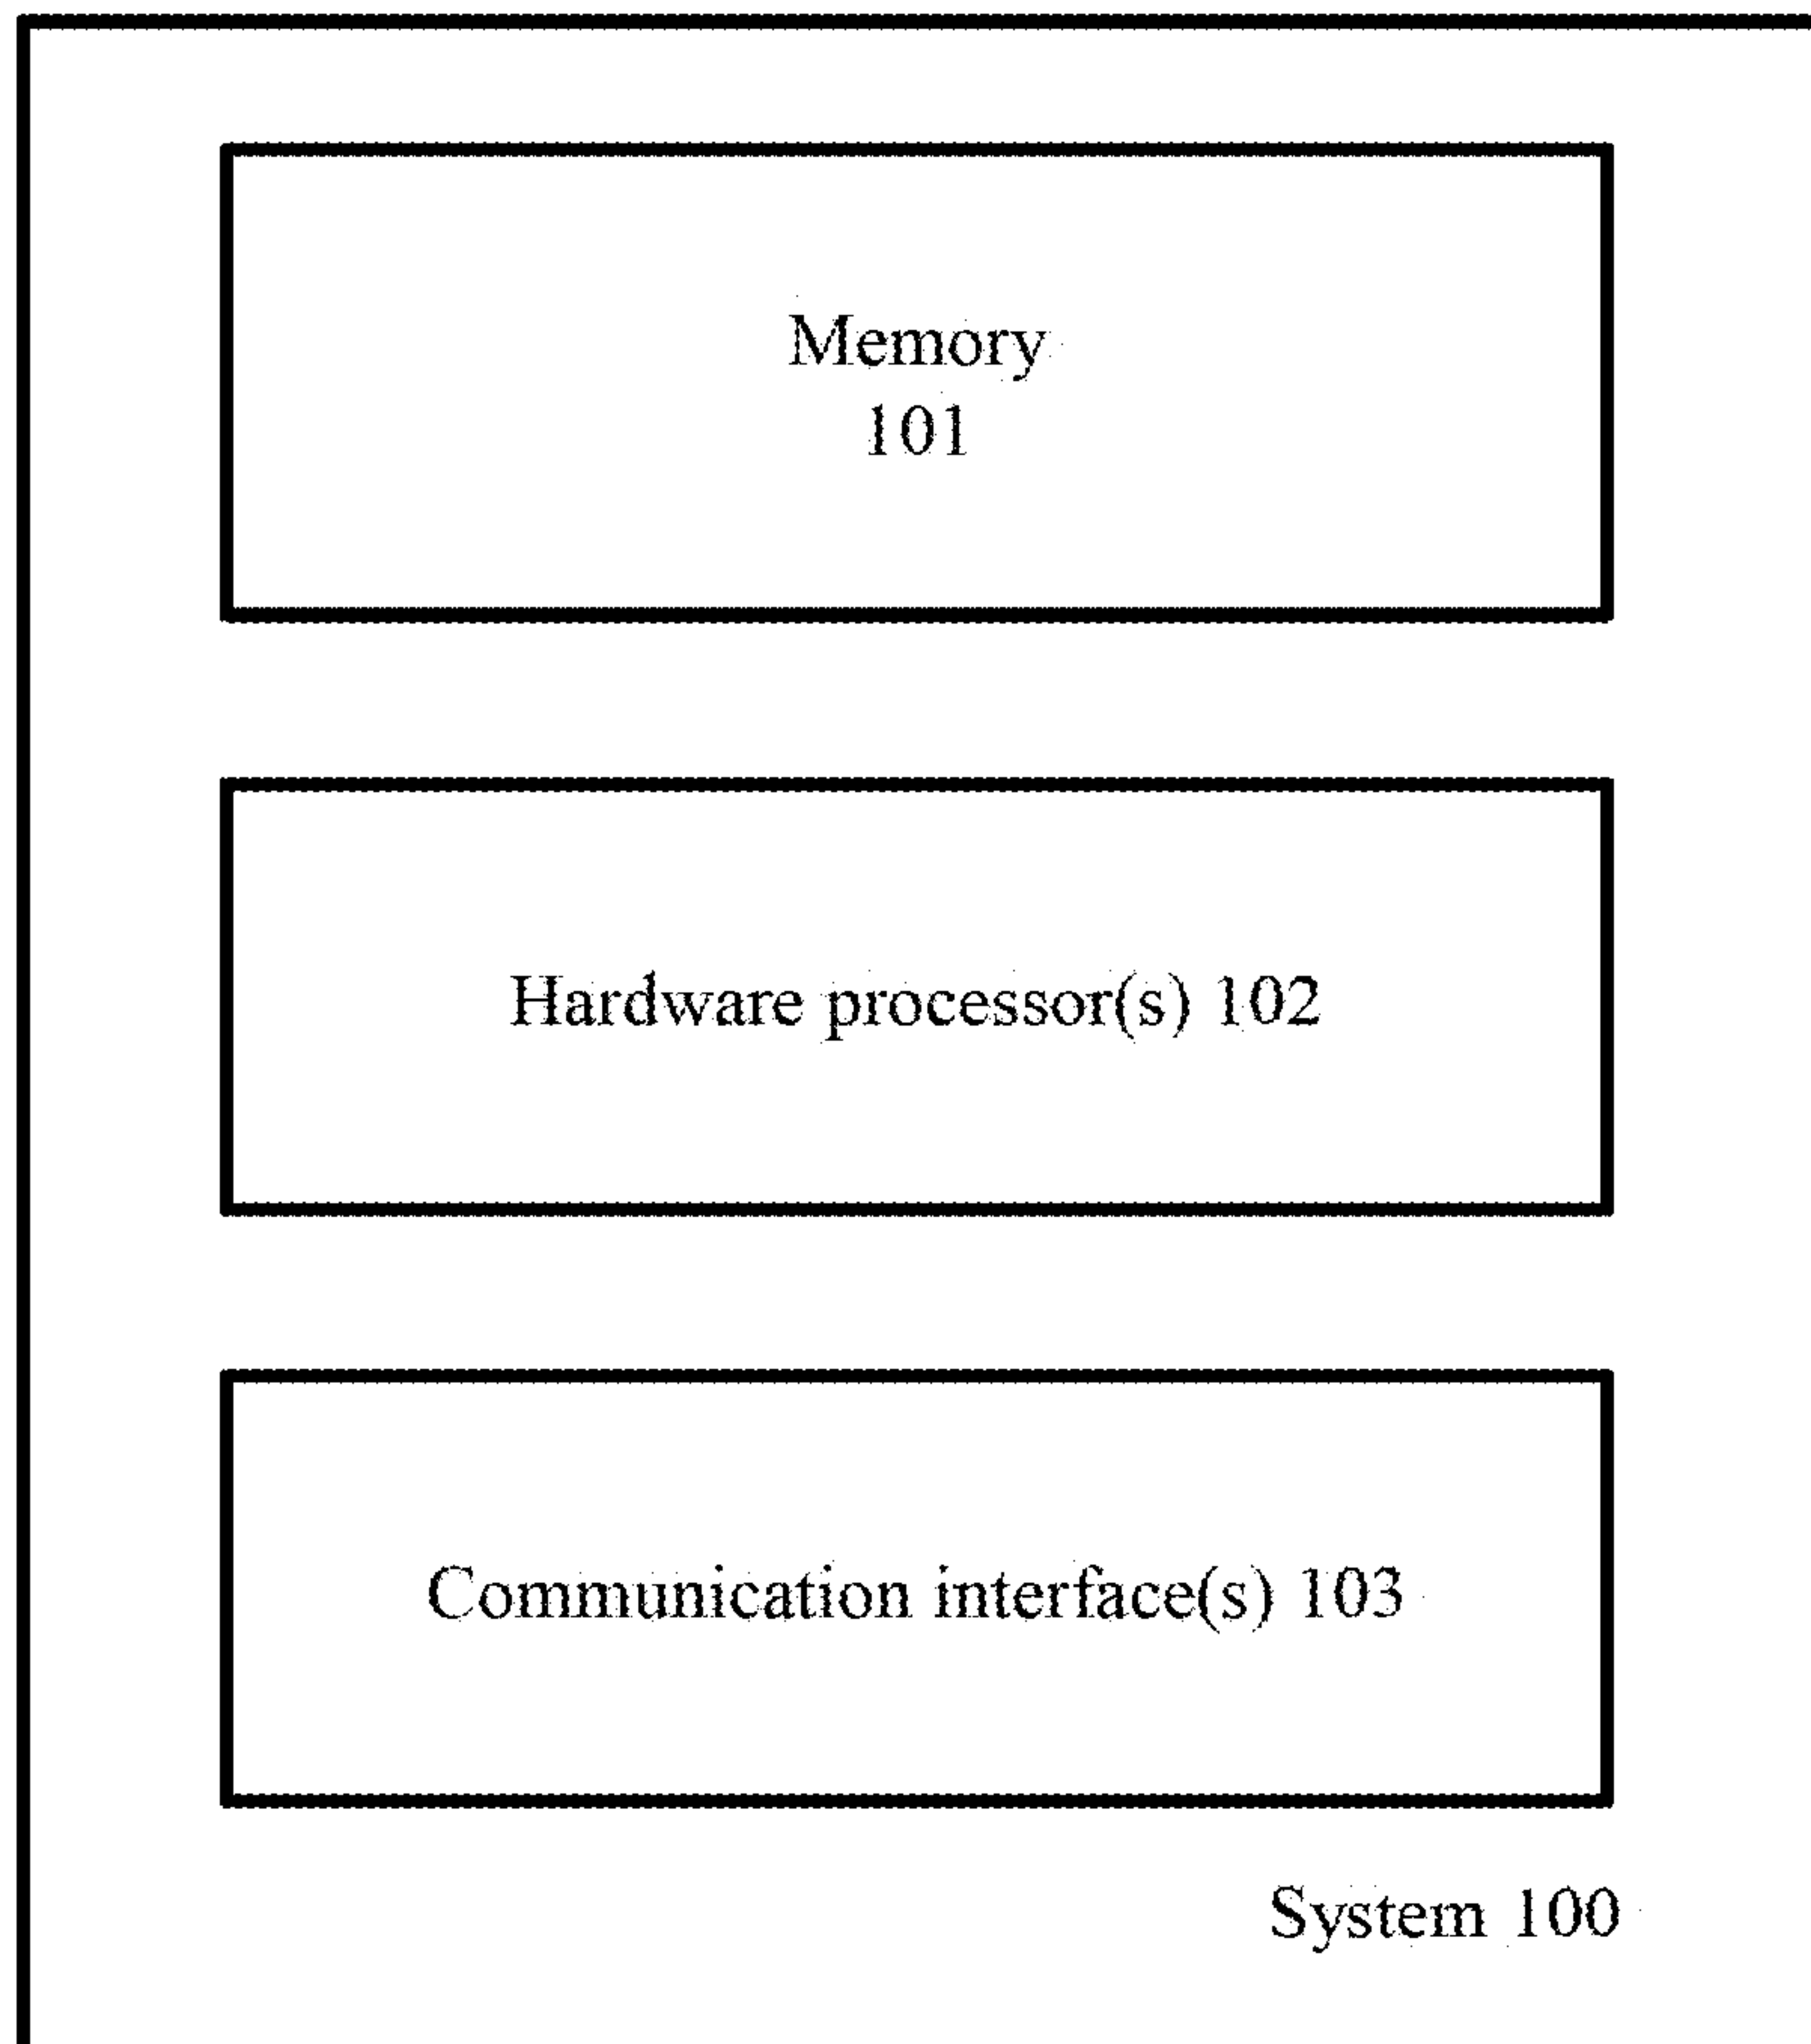 Memory
101
Hardware processor(s) 102
Communication interface(s) 103
System 100